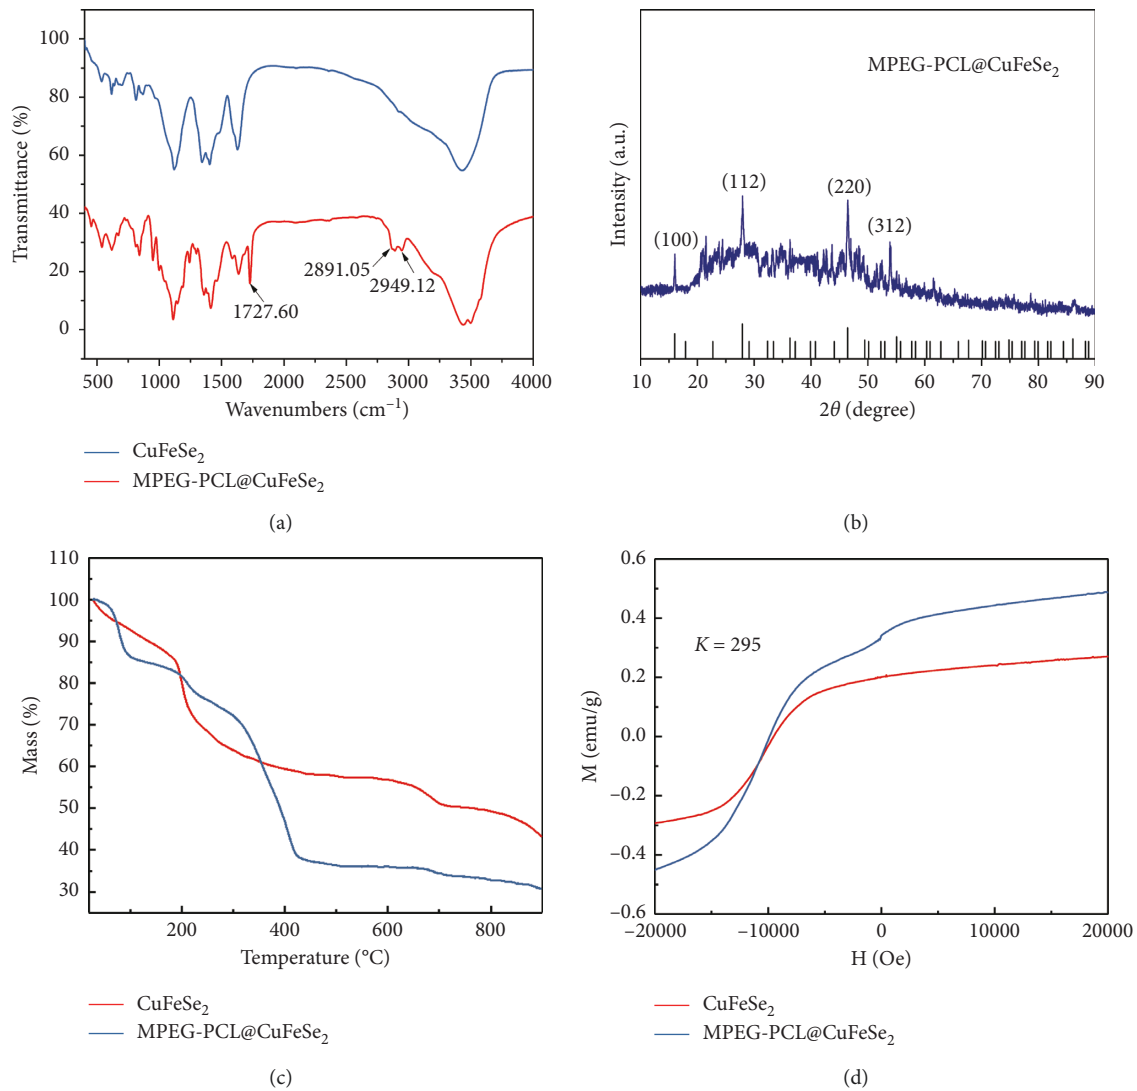 100
80
60
40
20
0
Transmittance (%)
2891.05
2949.12
1727.60
500 1000 1500 2000 2500 3000 3500 4000
Wavenumbers (cm⁻¹)
CuFeSe₂
MPEG-PCL@CuFeSe₂
(a)
MPEG-PCL@CuFeSe₂
Intensity (a.u.)
(100)
(112)
(220)
(312)
10 20 30 40 50 60 70 80 90
2θ (degree)
(b)
110
100
90
80
70
60
50
40
30
Mass (%)
200 400 600 800
Temperature (°C)
CuFeSe₂
MPEG-PCL@CuFeSe₂
(c)
0.6
0.4
0.2
0.0
−0.2
−0.4
−0.6
M (emu/g)
K = 295
−20000 −10000 0 10000 20000
H (Oe)
CuFeSe₂
MPEG-PCL@CuFeSe₂
(d)